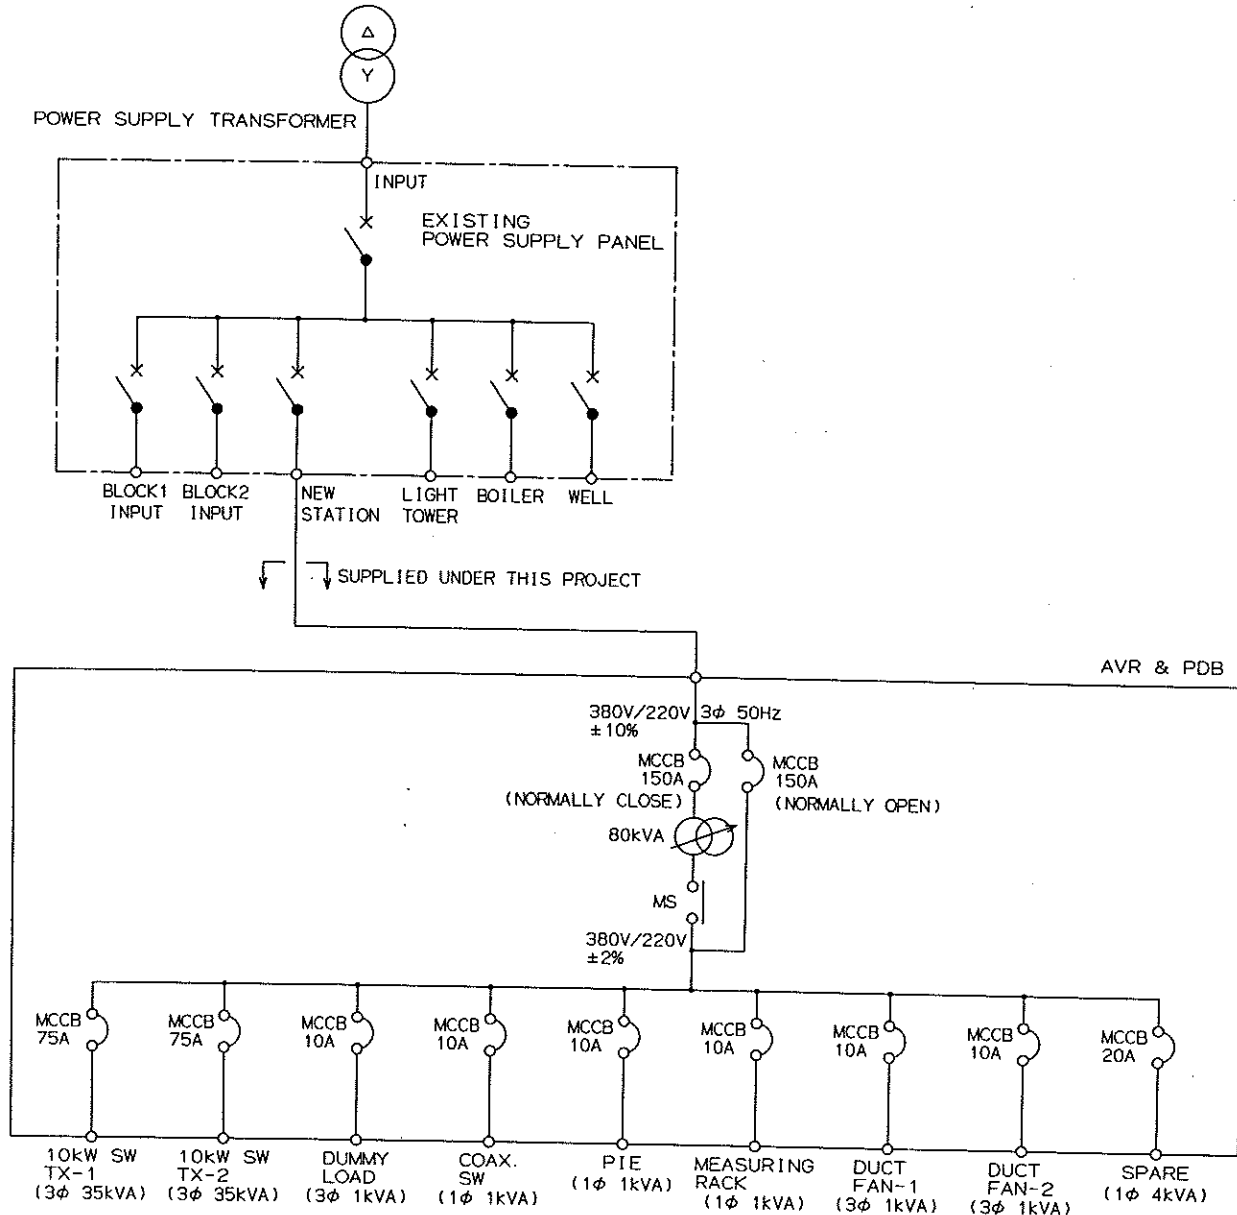 Δ
Y
POWER SUPPLY TRANSFORMER
INPUT
EXISTING
POWER SUPPLY PANEL
BLOCK1
INPUT
BLOCK2
INPUT
NEW
STATION
LIGHT
TOWER
BOILER
WELL
SUPPLIED UNDER THIS PROJECT
AVR & PDB
380V/220V 3φ 50Hz
±10%
MCCB
150A
(NORMALLY CLOSE)
MCCB
150A
(NORMALLY OPEN)
80kVA
MS
380V/220V
±2%
MCCB
75A
MCCB
75A
MCCB
10A
MCCB
10A
MCCB
10A
MCCB
10A
MCCB
10A
MCCB
10A
MCCB
20A
10kW SW
TX-1
(3φ 35kVA)
10kW SW
TX-2
(3φ 35kVA)
DUMMY
LOAD
(3φ 1kVA)
COAX.
SW
(1φ 1kVA)
PIE
(1φ 1kVA)
MEASURING
RACK
(1φ 1kVA)
DUCT
FAN-1
(3φ 1kVA)
DUCT
FAN-2
(3φ 1kVA)
SPARE
(1φ 4kVA)